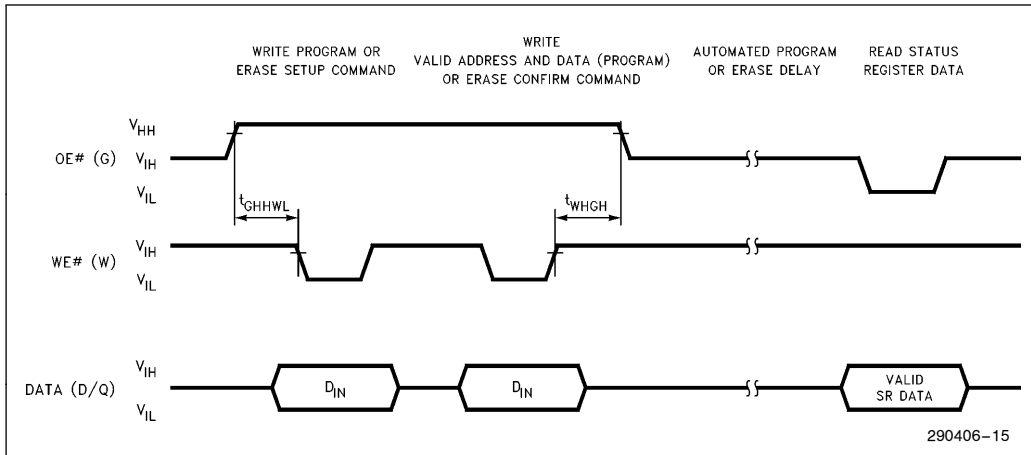 WRITE PROGRAM OR
ERASE SETUP COMMAND
WRITE
VALID ADDRESS AND DATA (PROGRAM)
OR ERASE CONFIRM COMMAND
AUTOMATED PROGRAM
OR ERASE DELAY
READ STATUS
REGISTER DATA
VHH
OE# (G)
VIH
VIL
tGHHWL
tWHGH
VIH
WE# (W)
VIL
VIH
DATA (D/Q)
DIN
DIN
VALID
SR DATA
VIL
290406-15